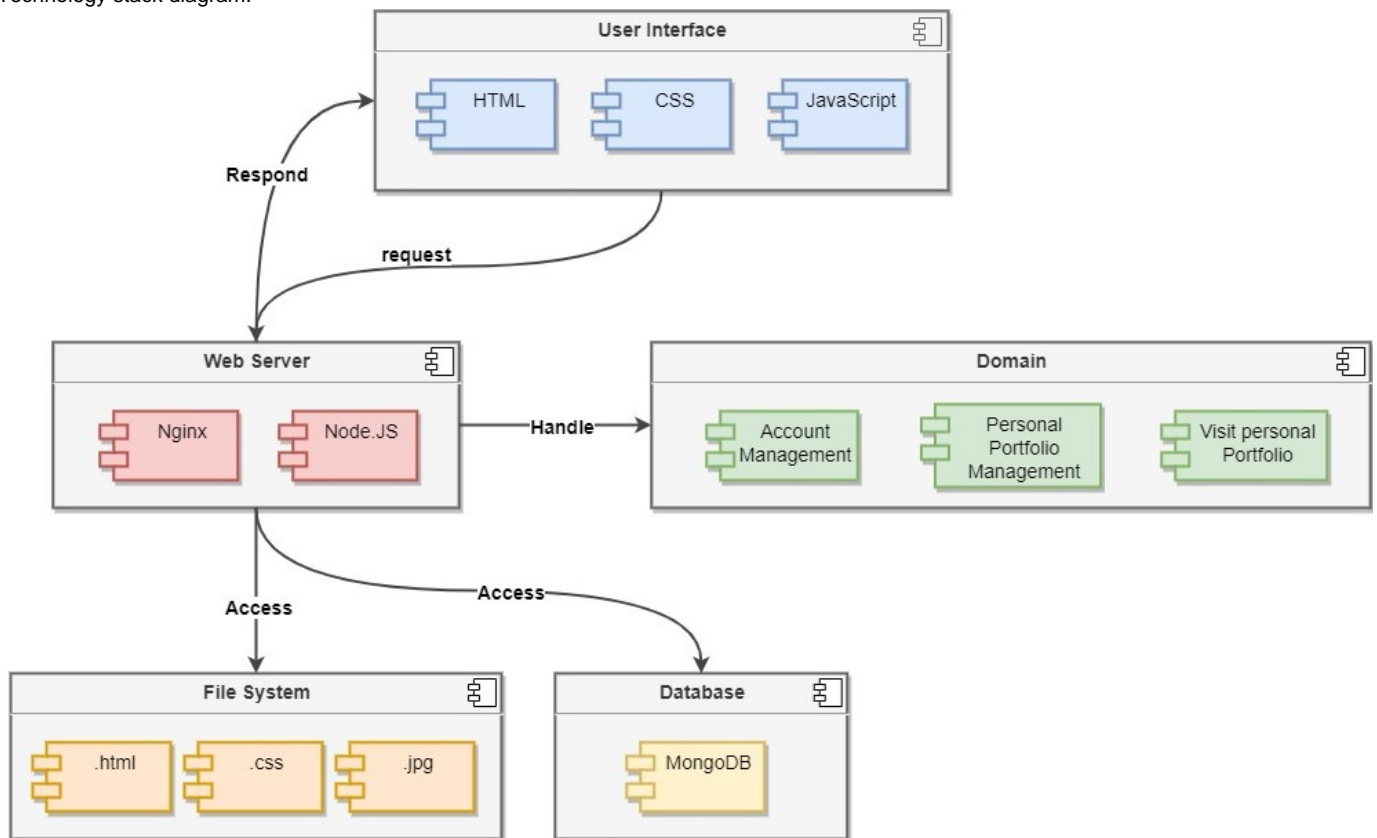 Technology stack diagram.
User Interface
HTML
CSS
JavaScript
Respond
request
Web Server
Nginx
Node.JS
Handle
Domain
Account
Management
Personal
Portfolio
Management
Visit personal
Portfolio
Access
Access
File System
.html
.css
.jpg
Database
MongoDB